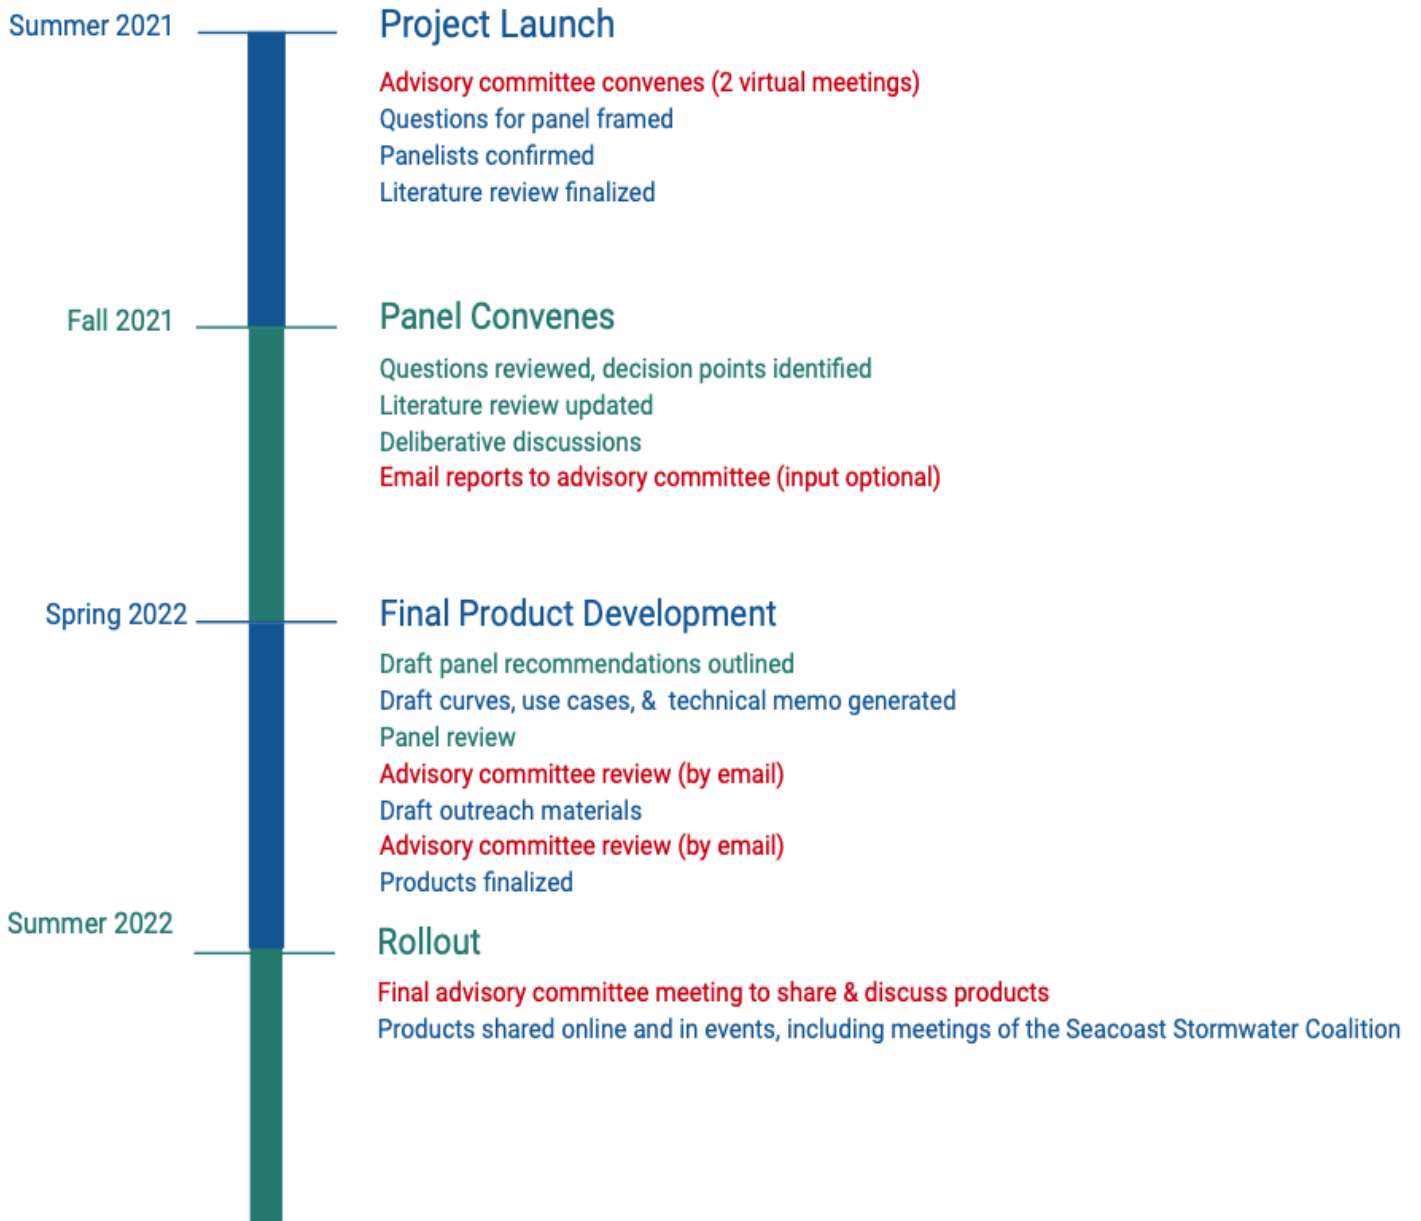 Summer 2021
Project Launch
Advisory committee convenes (2 virtual meetings)
Questions for panel framed
Panelists confirmed
Literature review finalized
Fall 2021
Panel Convenes
Questions reviewed, decision points identified
Literature review updated
Deliberative discussions
Email reports to advisory committee (input optional)
Spring 2022
Final Product Development
Draft panel recommendations outlined
Draft curves, use cases, & technical memo generated
Panel review
Advisory committee review (by email)
Draft outreach materials
Advisory committee review (by email)
Products finalized
Summer 2022
Rollout
Final advisory committee meeting to share & discuss products
Products shared online and in events, including meetings of the Seacoast Stormwater Coalition